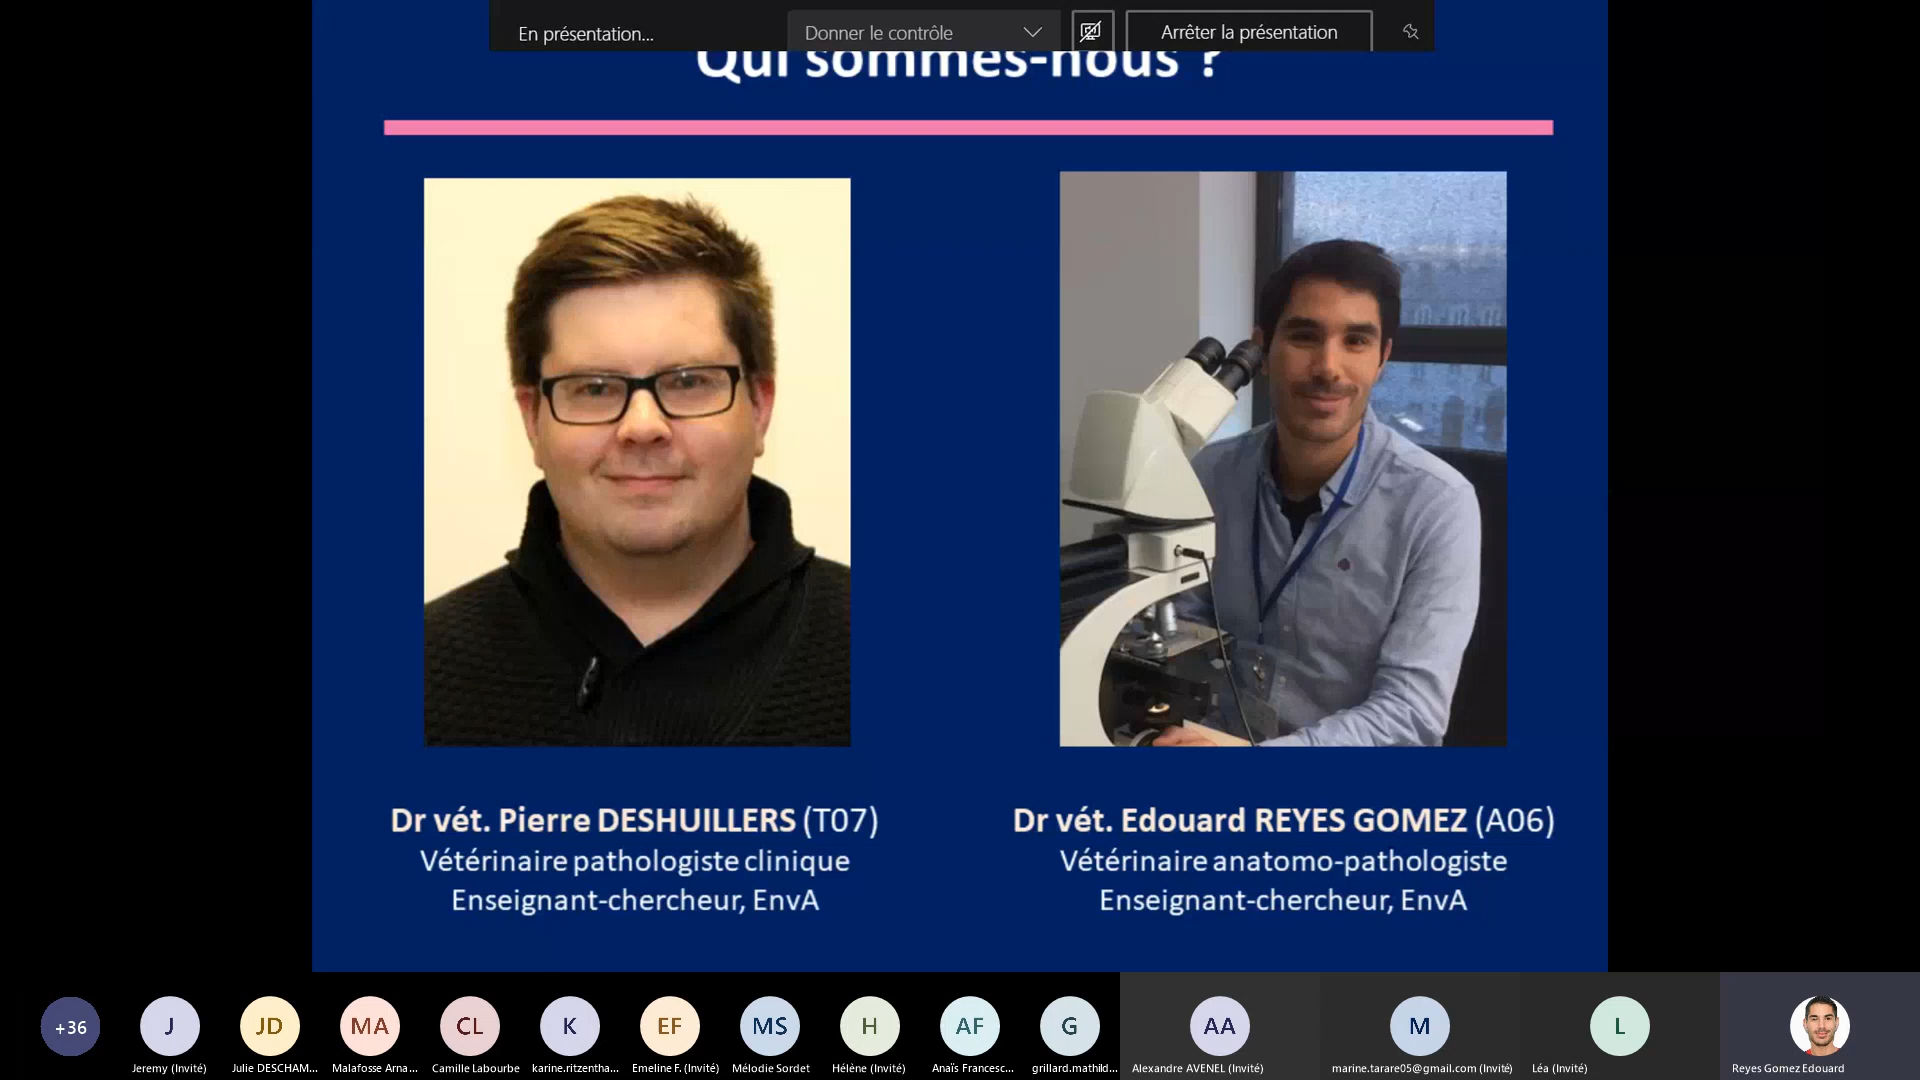 En présentation...
Donner le contrôle
Arrêter la présentation
Qui sommes-nous ?
Dr vét. Pierre DESHUILLERS (T07)
Vétérinaire pathologiste clinique
Enseignant-chercheur, EnvA
Dr vét. Edouard REYES GOMEZ (A06)
Vétérinaire anatomo-pathologiste
Enseignant-chercheur, EnvA
+36
J
Jeremy (Invité)
JD
Julie DESCHAM...
MA
Malafosse Arna...
CL
Camille Labourbe
K
karine.ritzentha...
EF
Emeline F. (Invité)
MS
Mélodie Sordet
H
Hélène (Invité)
AF
Anaïs Francesc...
G
grillard.mathild...
AA
Alexandre AVENEL (Invité)
M
marine.tarare05@gmail.com (Invité)
L
Léa (Invité)
Reyes Gomez Edouard